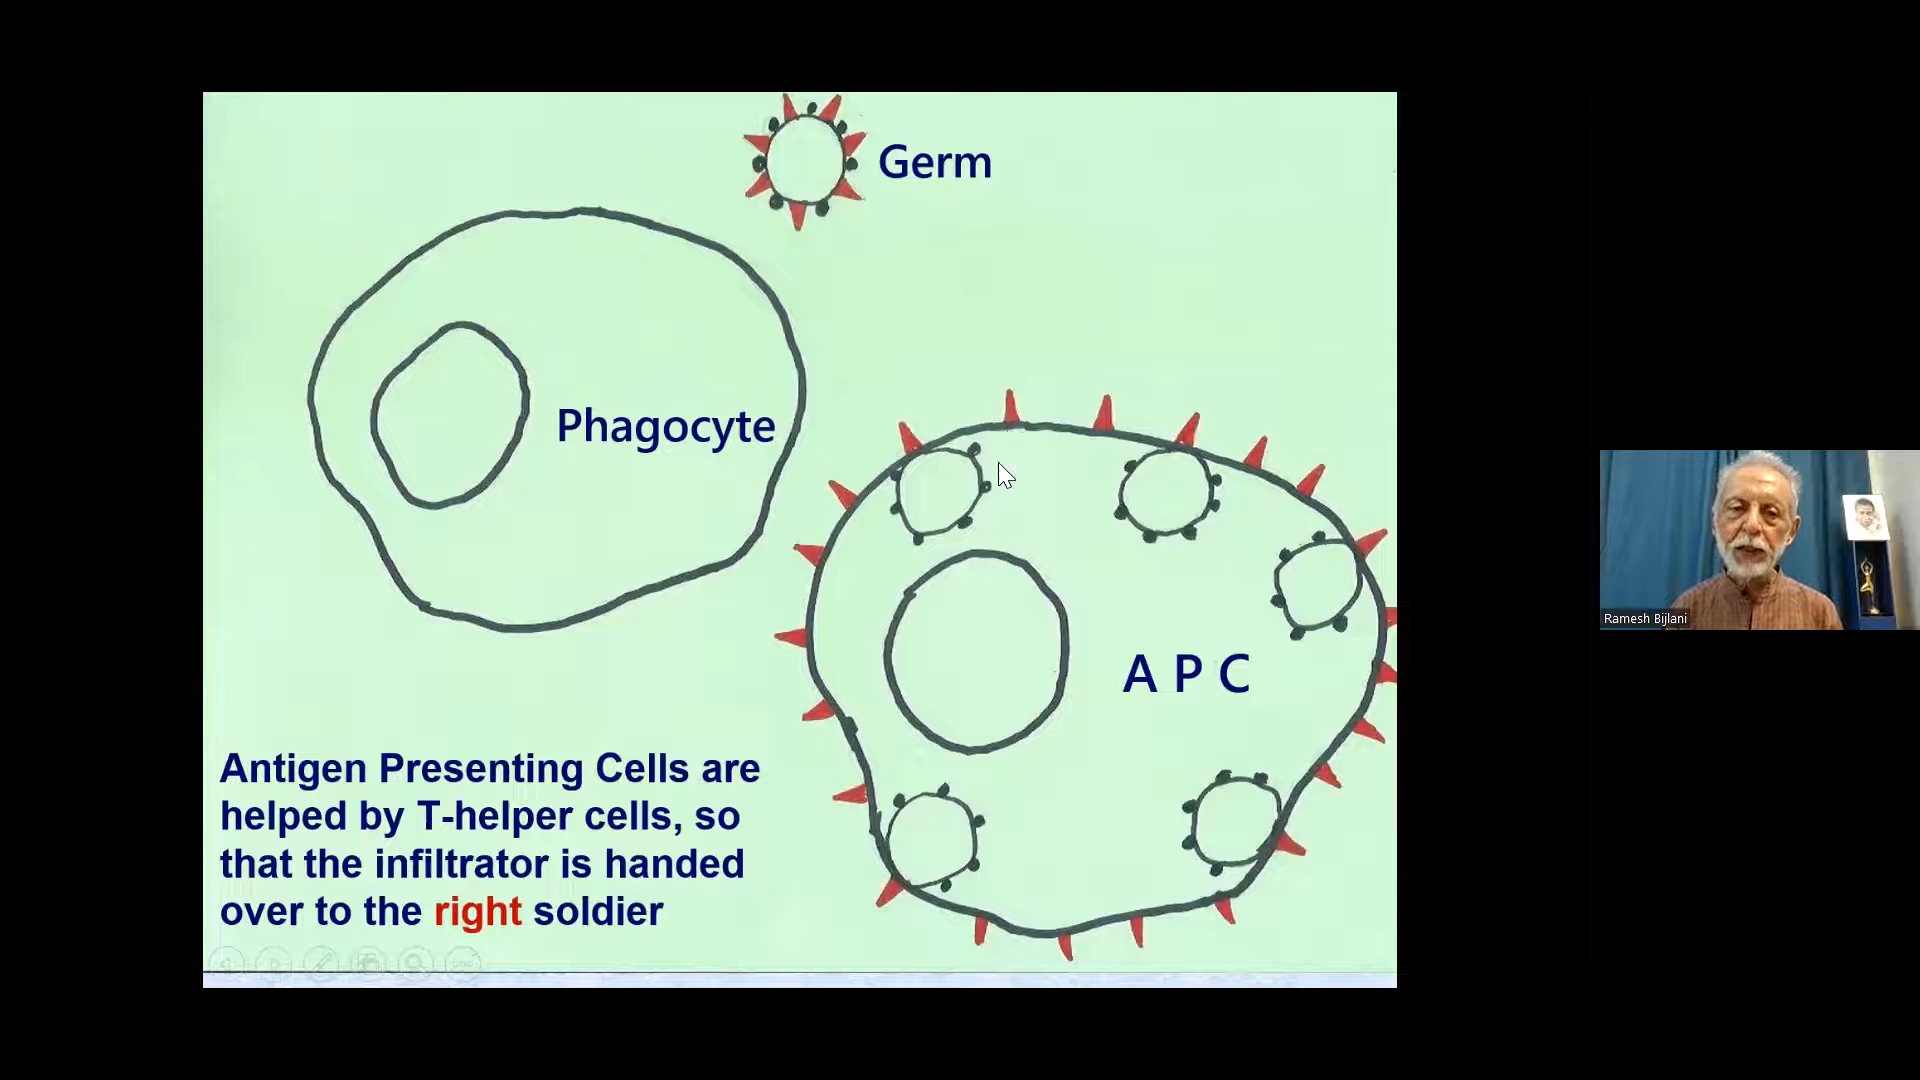 Germ
Phagocyte
A P C
Antigen Presenting Cells are
helped by T-helper cells, so
that the infiltrator is handed
over to the right soldier
Ramesh Bijlani